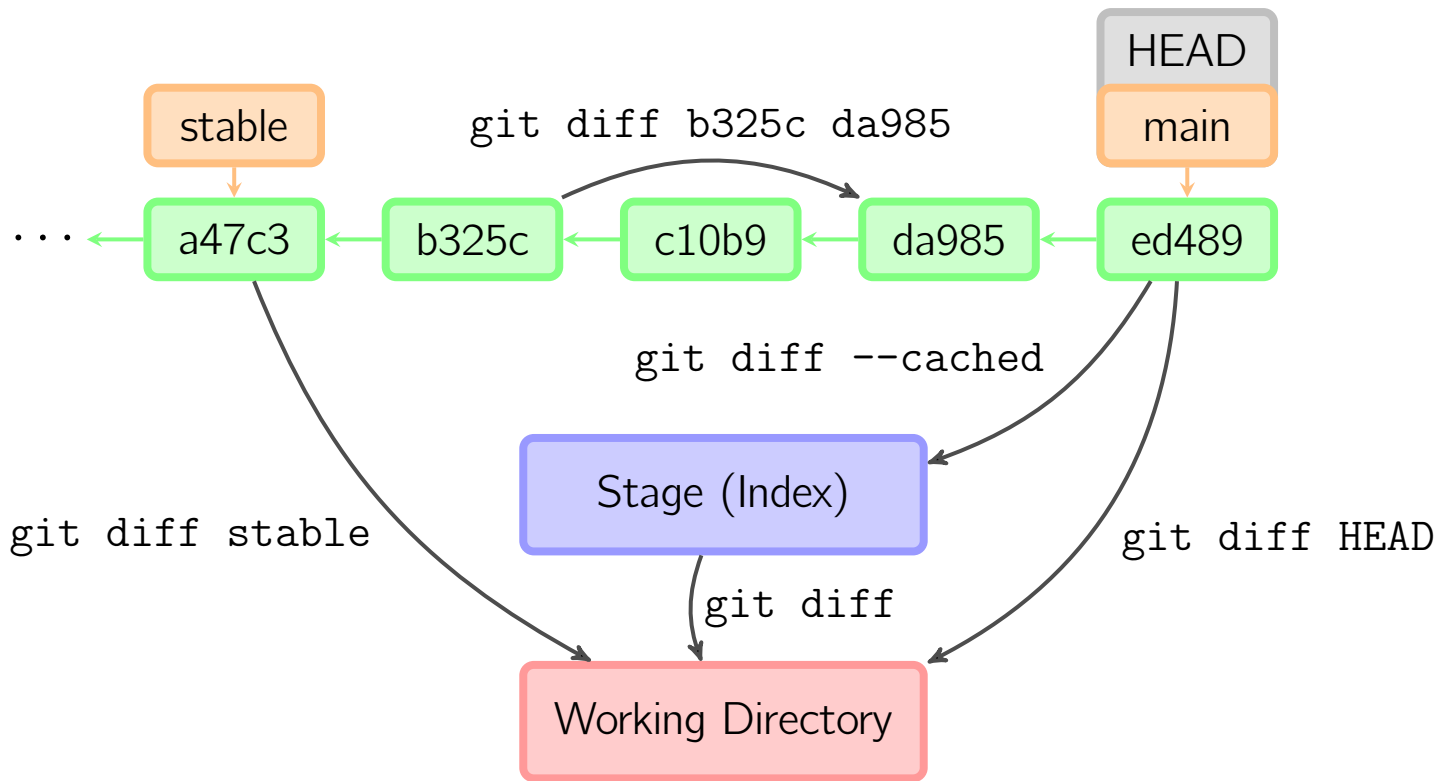 HEAD
stable
git diff b325c da985
main
...
a47c3
b325c
c10b9
da985
ed489
git diff --cached
Stage (Index)
git diff stable
git diff HEAD
git diff
Working Directory